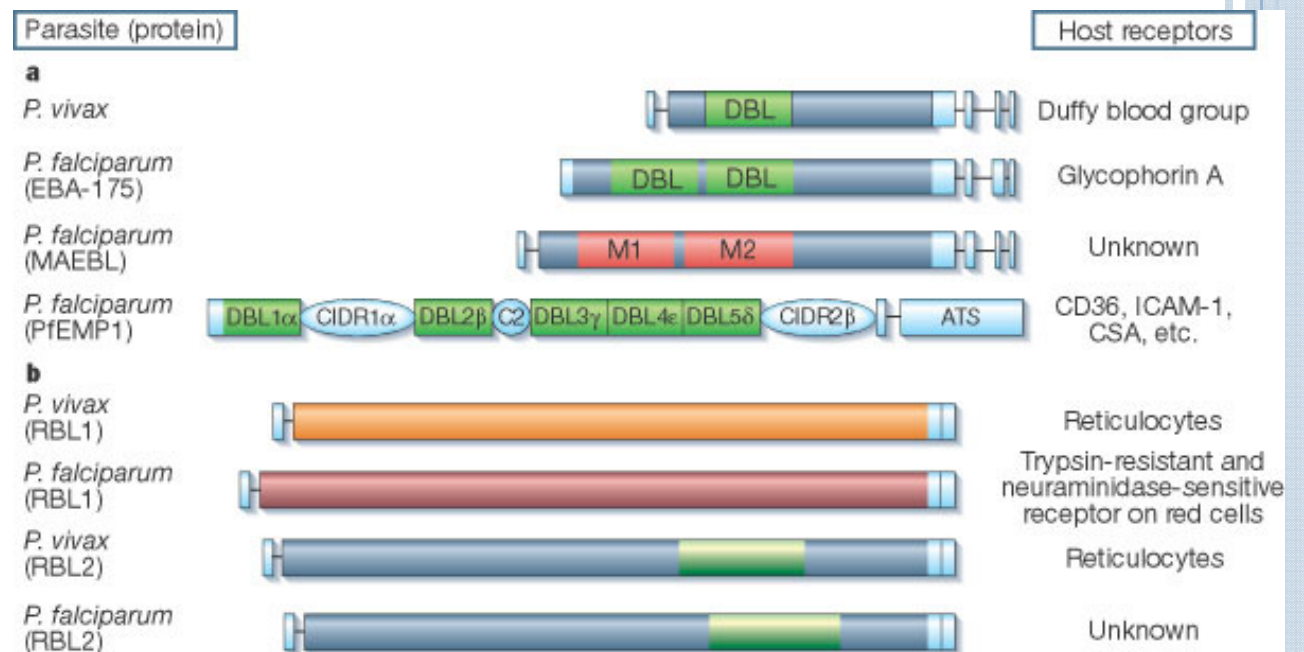 Parasite (protein)
Host receptors
a
P. vivax
DBL
Duffy blood group
P. falciparum
(EBA-175)
DBL DBL
Glycophorin A
P. falciparum
(MAEBL)
M1 M2
Unknown
P. falciparum
(PfEMP1)
DBL1α CIDR1α DBL2β C2 DBL3γ DBL4ε DBL5δ CIDR2β ATS
CD36, ICAM-1,
CSA, etc.
b
P. vivax
(RBL1)
Reticulocytes
P. falciparum
(RBL1)
Trypsin-resistant and
neuraminidase-sensitive
receptor on red cells
P. vivax
(RBL2)
Reticulocytes
P. falciparum
(RBL2)
Unknown